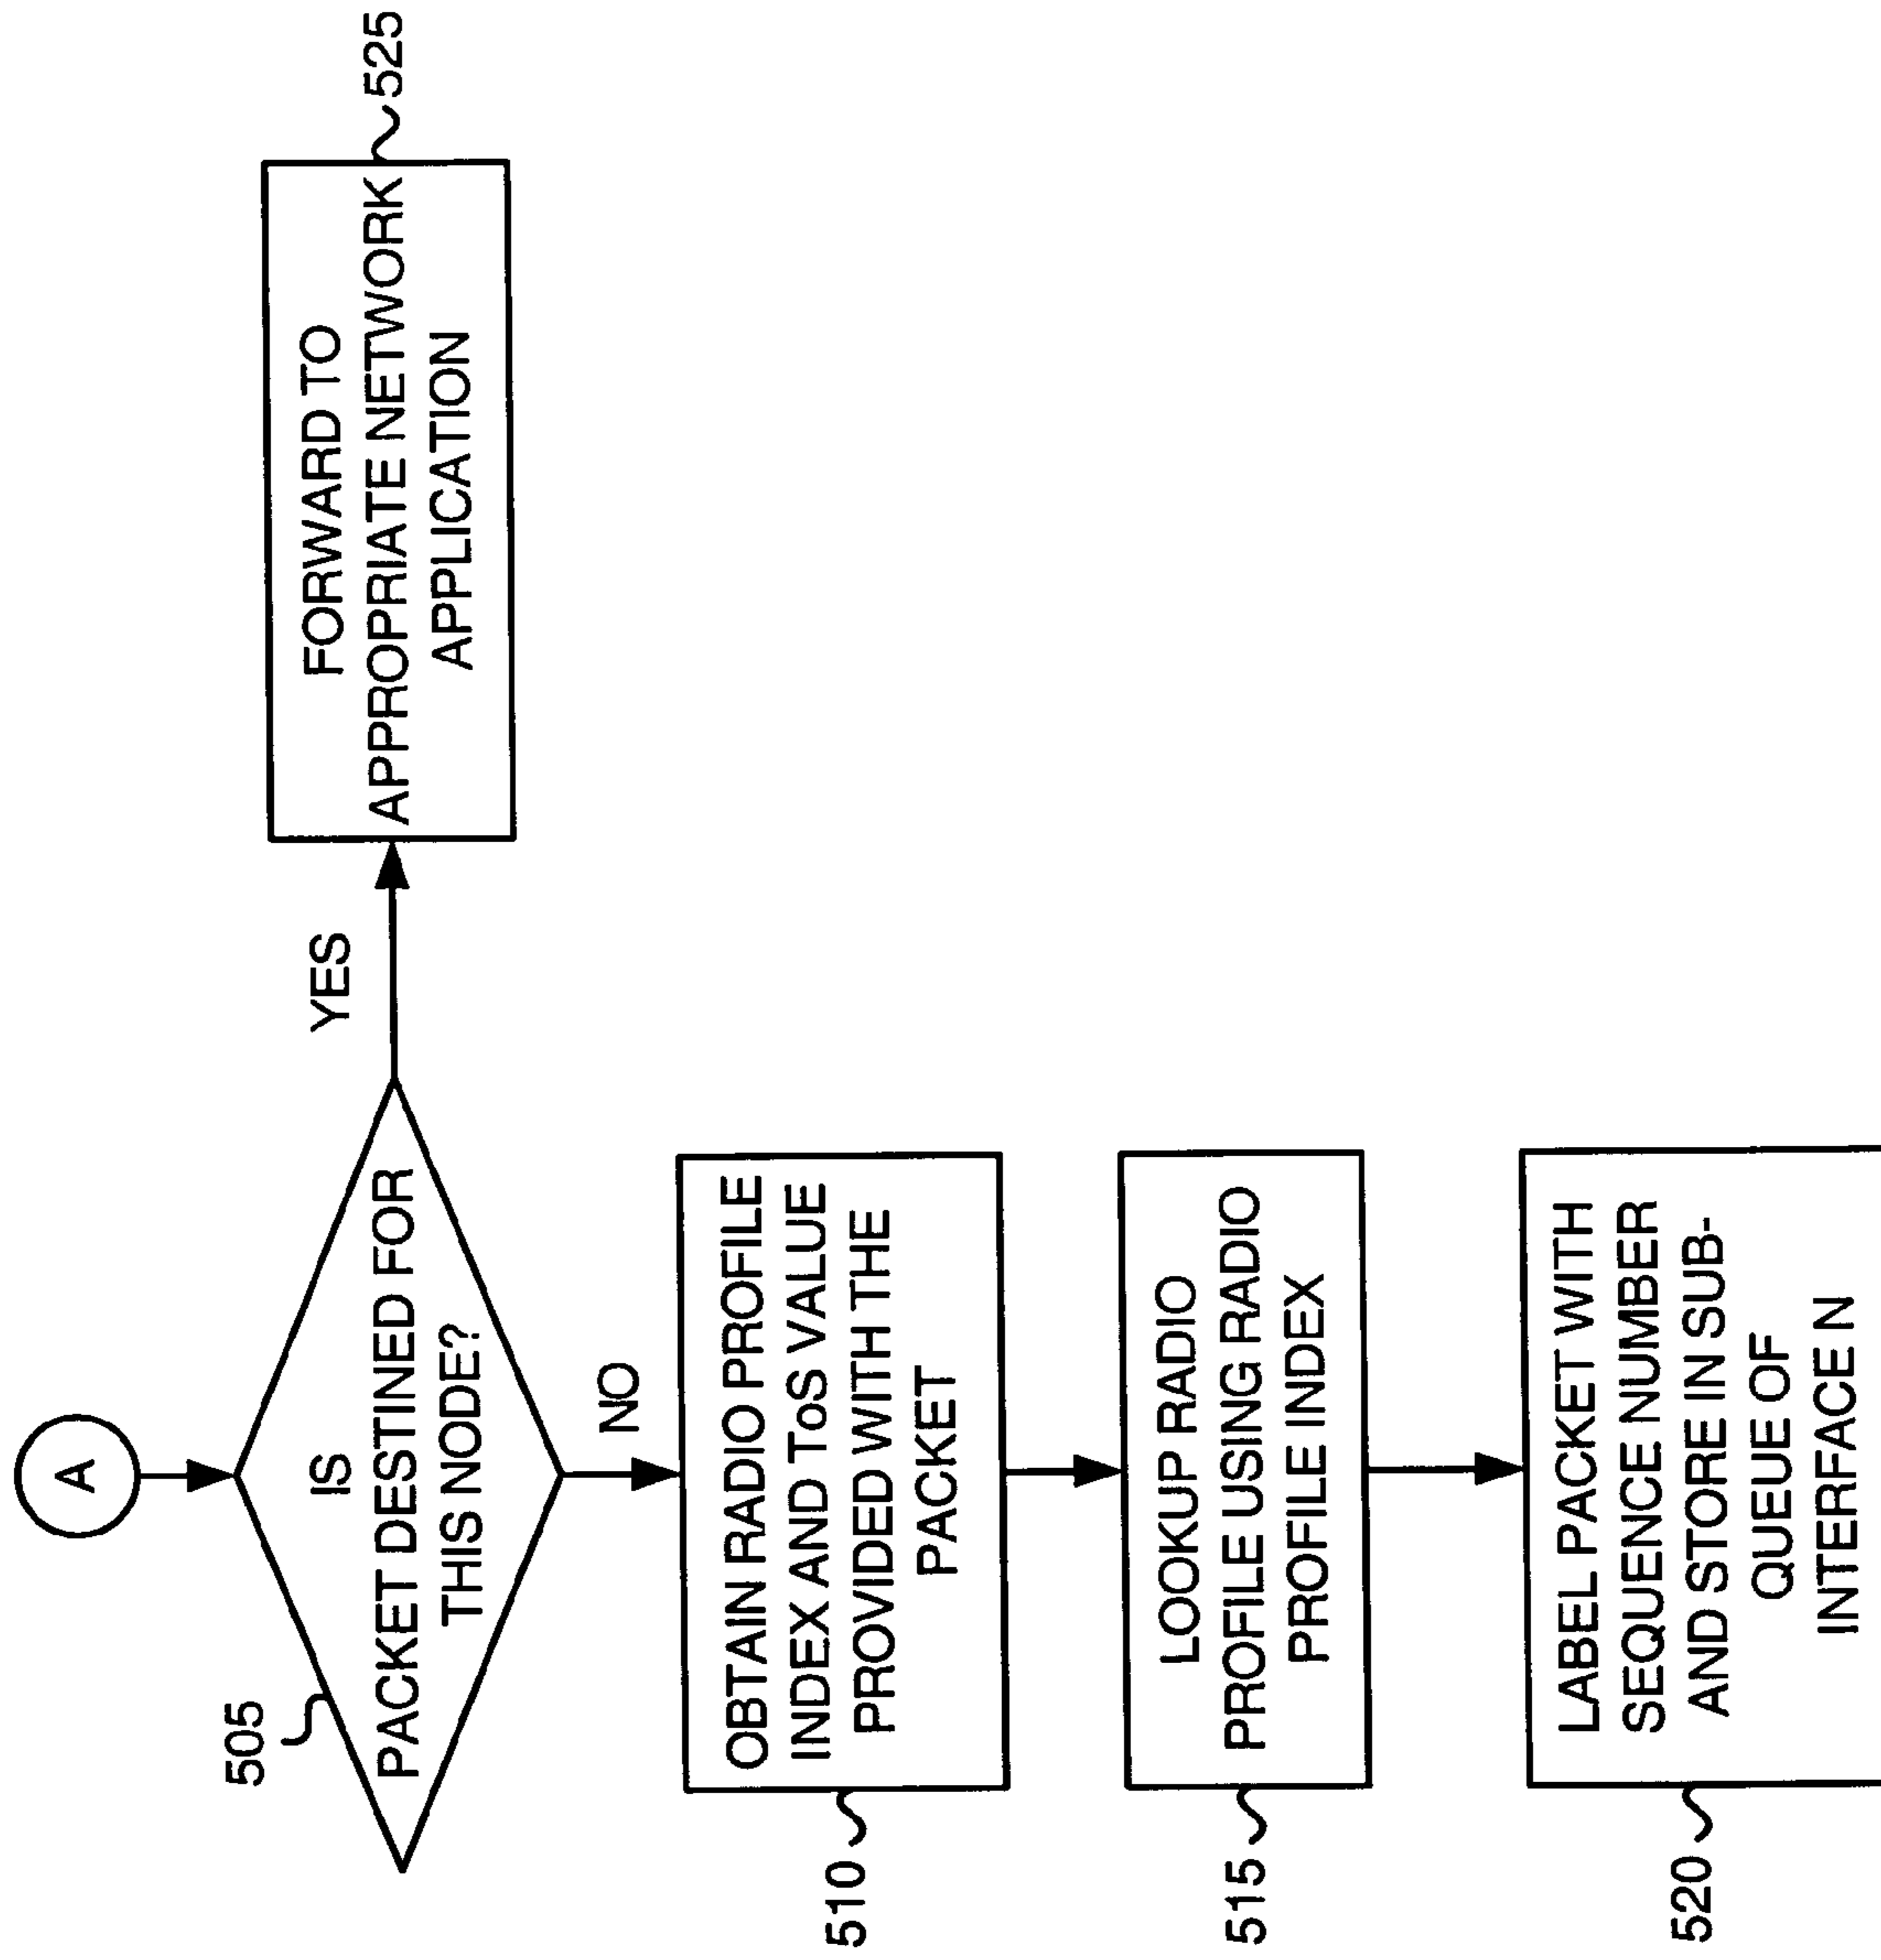 A
505
IS
PACKET DESTINED FOR
THIS NODE?
YES
FORWARD TO
APPROPRIATE NETWORK
APPLICATION
525
NO
510
OBTAIN RADIO PROFILE
INDEX AND ToS VALUE
PROVIDED WITH THE
PACKET
515
LOOKUP RADIO
PROFILE USING RADIO
PROFILE INDEX
520
LABEL PACKET WITH
SEQUENCE NUMBER
AND STORE IN SUB-
QUEUE OF
INTERFACE N